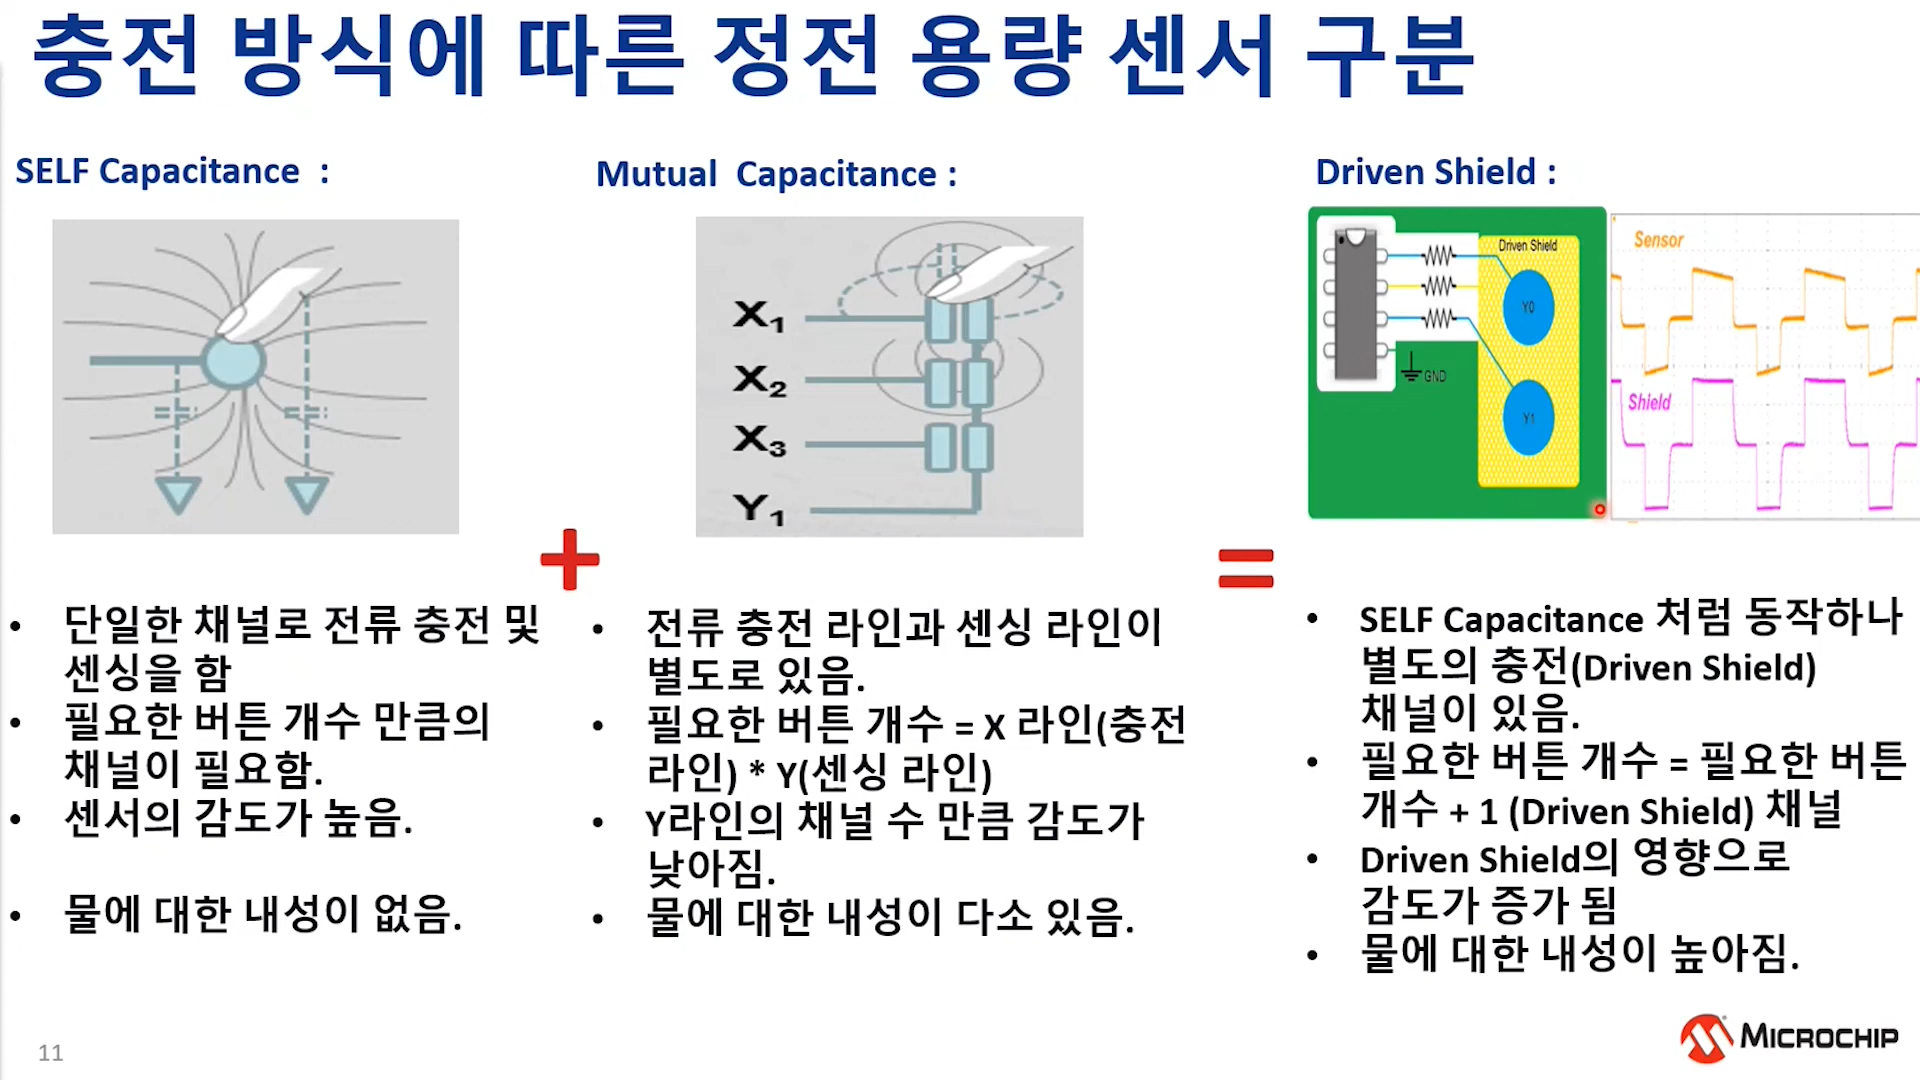 충전 방식에 따른 정전 용량 센서 구분
SELF Capacitance :
X₁
X₂
X₃
Y₁
Mutual Capacitance :
Driven Shield :
Driven Shield
Y0
Y1
GND
Sensor
Shield
+
=
• 단일한 채널로 전류 충전 및
센싱을 함
• 필요한 버튼 개수 만큼의
채널이 필요함.
• 센서의 감도가 높음.
• 물에 대한 내성이 없음.
• 전류 충전 라인과 센싱 라인이
별도로 있음.
• 필요한 버튼 개수 = X 라인(충전
라인) * Y(센싱 라인)
• Y라인의 채널 수 만큼 감도가
낮아짐.
• 물에 대한 내성이 다소 있음.
• SELF Capacitance 처럼 동작하나
별도의 충전(Driven Shield)
채널이 있음.
• 필요한 버튼 개수 = 필요한 버튼
개수 + 1 (Driven Shield) 채널
• Driven Shield의 영향으로
감도가 증가 됨
• 물에 대한 내성이 높아짐.
11
MICROCHIP